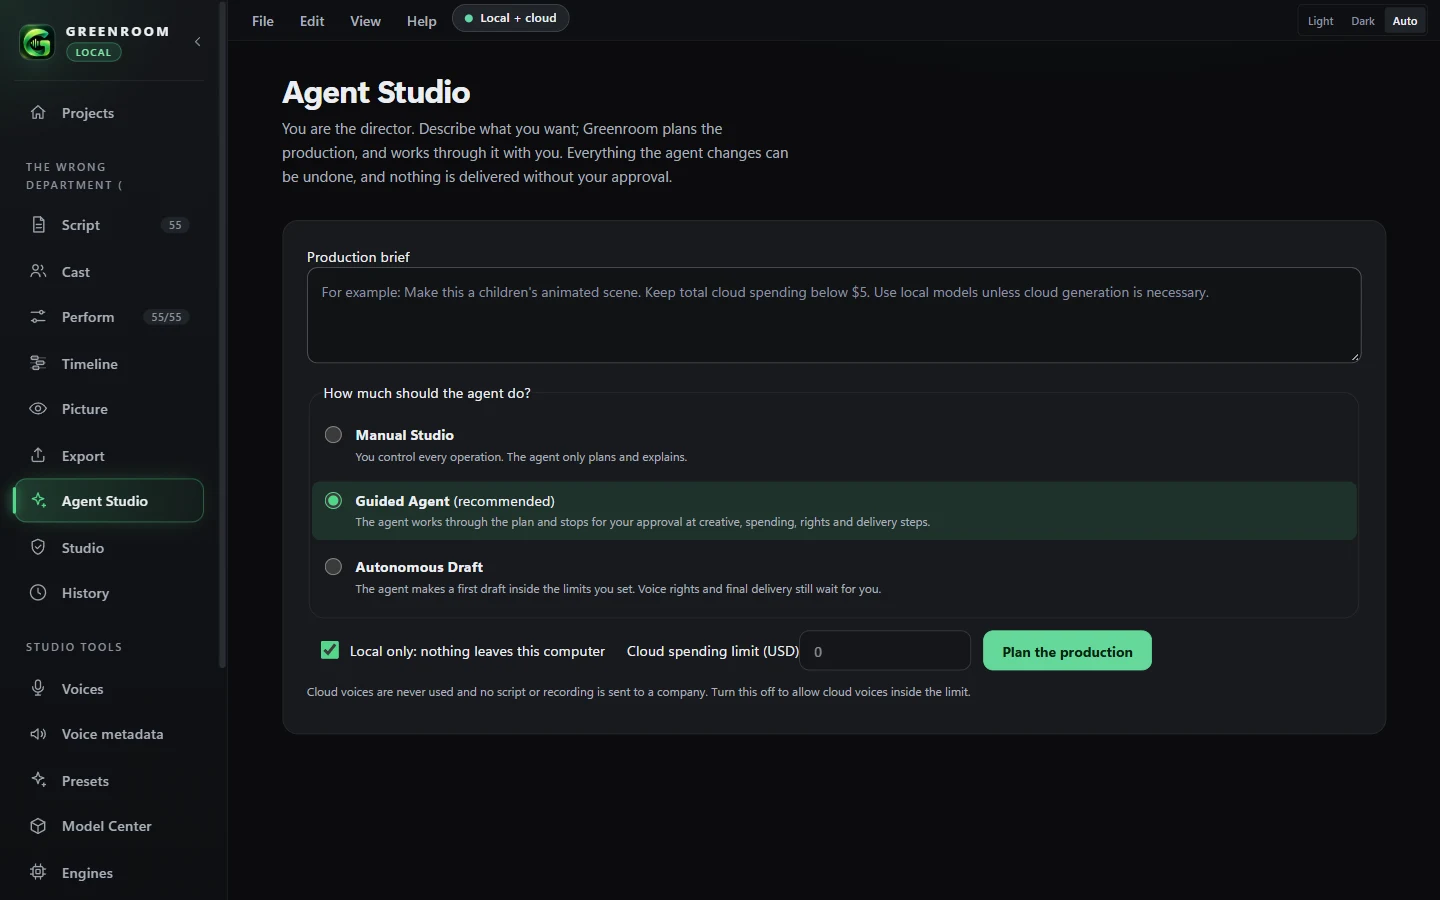 GREENROOM
LOCAL
Projects
THE WRONG
DEPARTMENT (
Script 55
Cast
Perform 55/55
Timeline
Picture
Export
Agent Studio
Studio
History
STUDIO TOOLS
Voices
Voice metadata
Presets
Model Center
Engines
File Edit View Help Local + cloud
Light Dark Auto
Agent Studio
You are the director. Describe what you want; Greenroom plans the
production, and works through it with you. Everything the agent changes can
be undone, and nothing is delivered without your approval.
Production brief
For example: Make this a children's animated scene. Keep total cloud spending below $5. Use local models unless cloud generation is necessary.
How much should the agent do?
Manual Studio
You control every operation. The agent only plans and explains.
Guided Agent (recommended)
The agent works through the plan and stops for your approval at creative, spending, rights and delivery steps.
Autonomous Draft
The agent makes a first draft inside the limits you set. Voice rights and final delivery still wait for you.
Local only: nothing leaves this computer Cloud spending limit (USD) 0 Plan the production
Cloud voices are never used and no script or recording is sent to a company. Turn this off to allow cloud voices inside the limit.